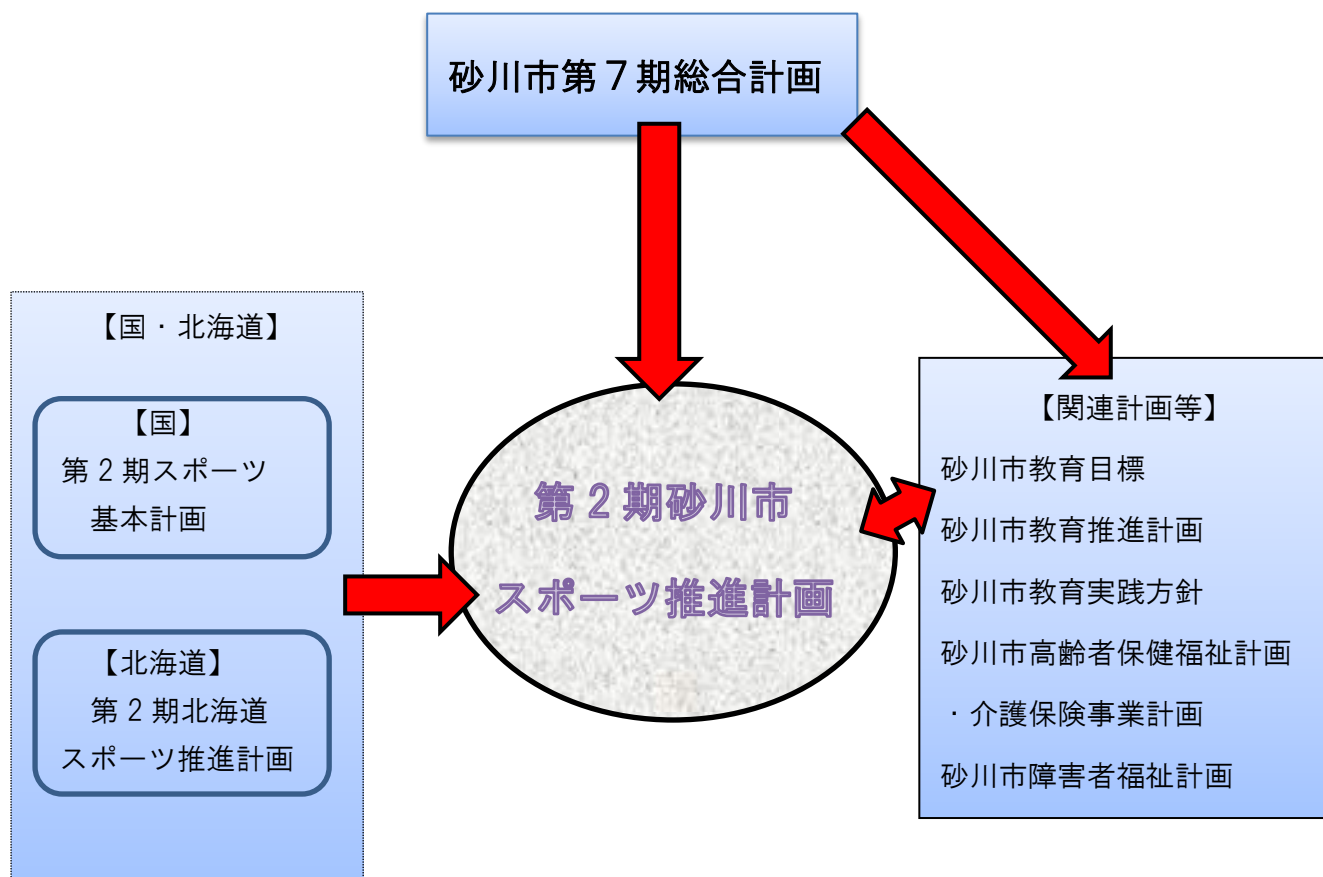 砂川市第７期総合計画
【国・北海道】
【国】
第２期スポーツ
基本計画
【北海道】
第２期北海道
スポーツ推進計画
第２期砂川市
スポーツ推進計画
【関連計画等】
砂川市教育目標
砂川市教育推進計画
砂川市教育実践方針
砂川市高齢者保健福祉計画
・介護保険事業計画
砂川市障害者福祉計画